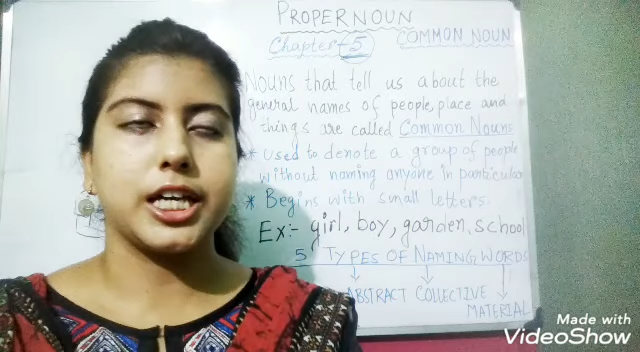 PROPER NOUN
Chapter-5 COMMON NOUN
Nouns that tell us about the
general names of people, place and
things are called Common Nouns
* Used to denote a group of people
without naming anyone in particular
* Begins with small letters.
Ex:- girl, boy, garden, school
5 TYPES OF NAMING WORDS
ABSTRACT COLLECTIVE
MATERIAL
Made with
VideoShow